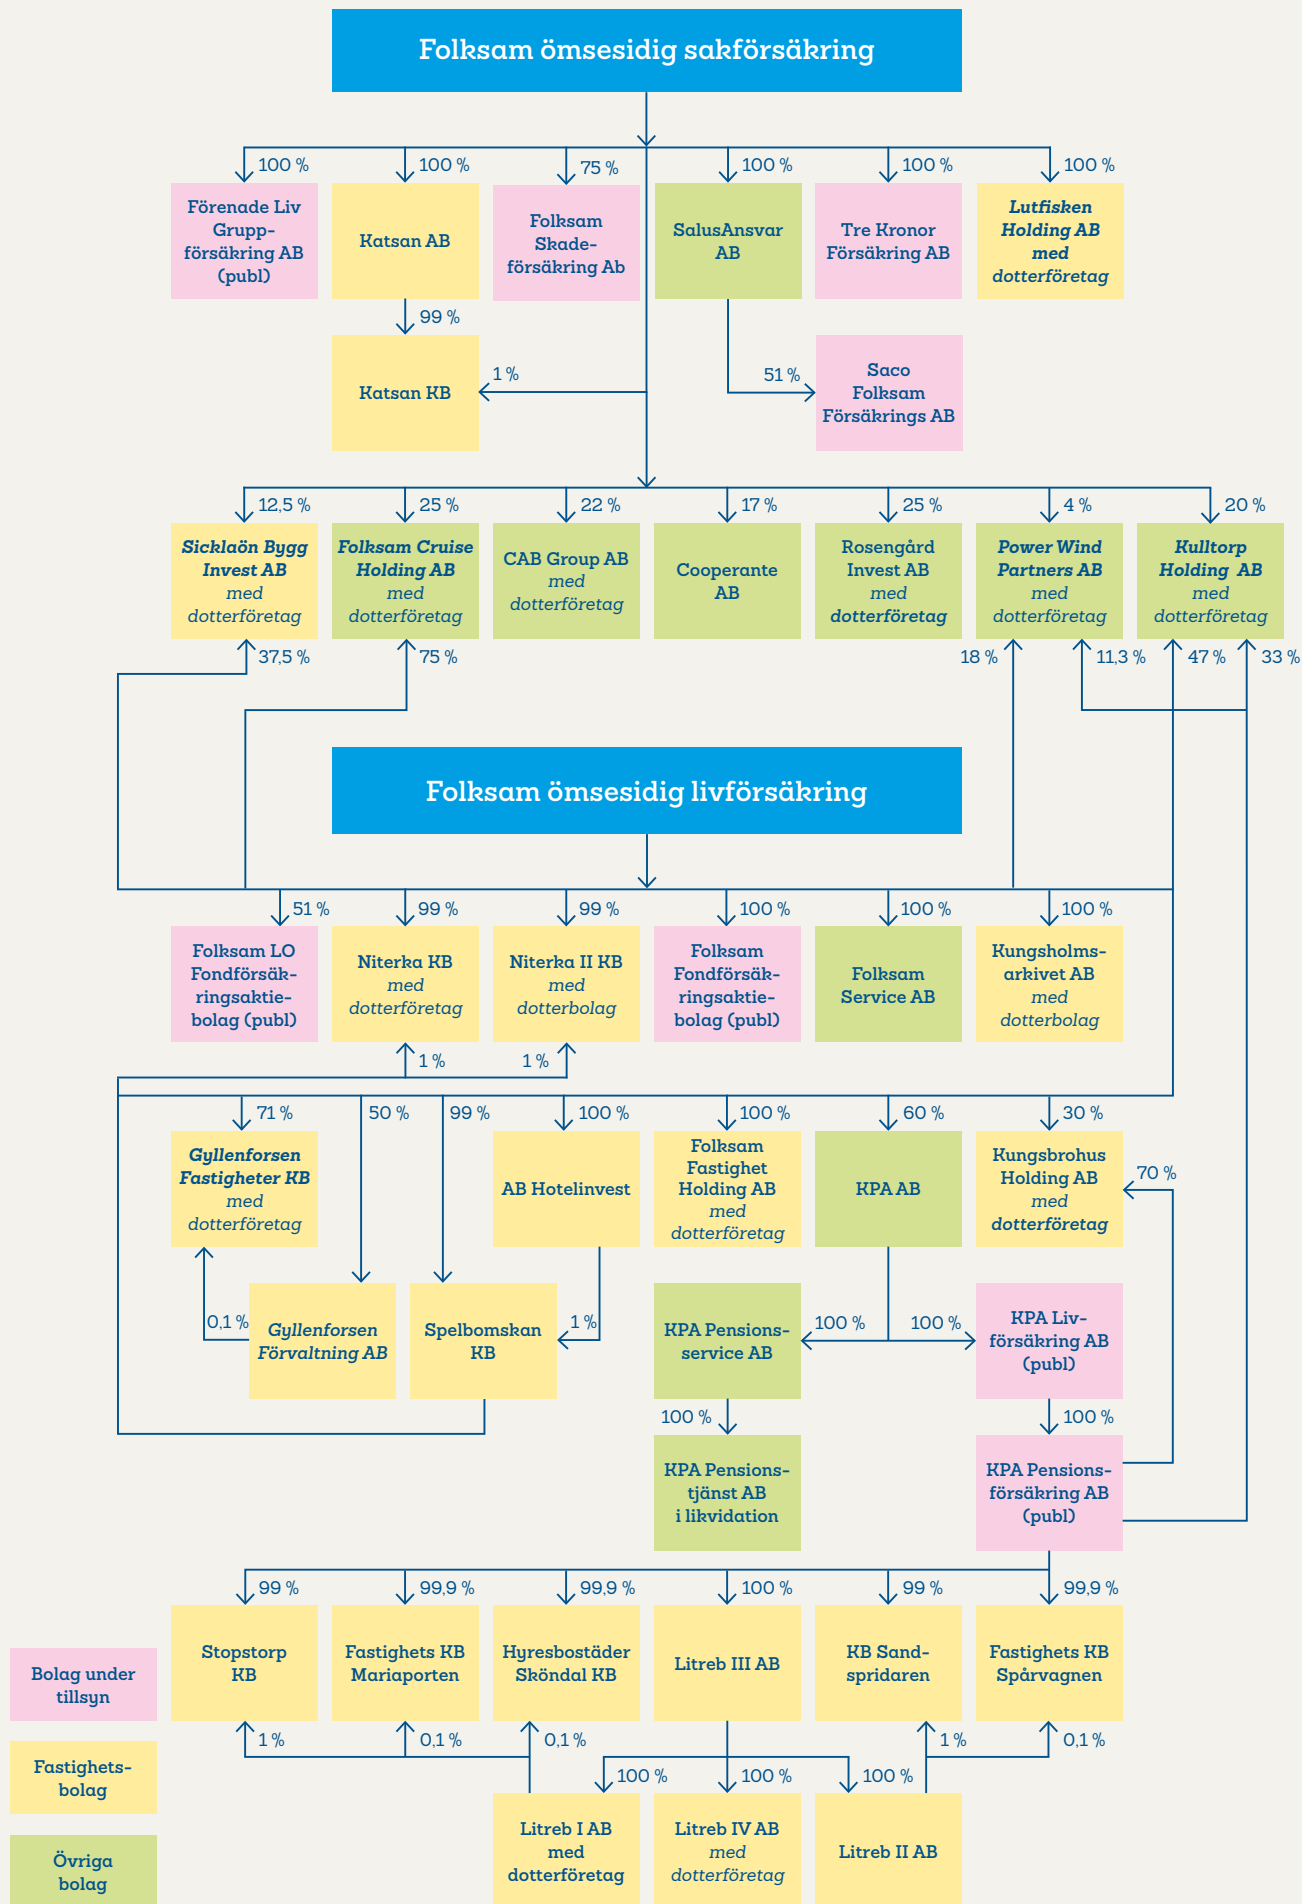 Folksam ömsesidig sakförsäkring
100 %
100 %
75 %
100 %
100 %
100 %
Förenade Liv
Grupp-
försäkring AB
(publ)
Katsan AB
Folksam
Skade-
försäkring Ab
SalusAnsvar
AB
Tre Kronor
Försäkring AB
Lutfisken
Holding AB
med
dotterföretag
99 %
Katsan KB
1 %
51 %
Saco
Folksam
Försäkrings AB
12,5 %
25 %
22 %
17 %
25 %
4 %
20 %
Sicklaön Bygg
Invest AB
med
dotterföretag
Folksam Cruise
Holding AB
med
dotterföretag
CAB Group AB
med
dotterföretag
Cooperante
AB
Rosengård
Invest AB
med
dotterföretag
Power Wind
Partners AB
med
dotterföretag
Kulltorp
Holding AB
med
dotterföretag
37,5 %
75 %
18 %
11,3 %
47 %
33 %
Folksam ömsesidig livförsäkring
51 %
99 %
99 %
100 %
100 %
100 %
Folksam LO
Fondförsäk-
ringsaktie-
bolag (publ)
Niterka KB
med
dotterföretag
Niterka II KB
med
dotterbolag
Folksam
Fondförsäk-
ringsaktie-
bolag (publ)
Folksam
Service AB
Kungsholms-
arkivet AB
med
dotterbolag
1 %
1 %
71 %
50 %
99 %
100 %
100 %
60 %
30 %
Gyllenforsen
Fastigheter KB
med
dotterföretag
AB Hotelinvest
Folksam
Fastighet
Holding AB
med
dotterföretag
KPA AB
Kungsbrohus
Holding AB
med
dotterföretag
70 %
0,1 %
Gyllenforsen
Förvaltning AB
Spelbomskan
KB
1 %
KPA Pensions-
service AB
100 %
100 %
KPA Liv-
försäkring AB
(publ)
100 %
100 %
KPA Pensions-
tjänst AB
i likvidation
KPA Pensions-
försäkring AB
(publ)
99 %
99,9 %
99,9 %
100 %
99 %
99,9 %
Stopstorp
KB
Fastighets KB
Mariaporten
Hyresbostäder
Sköndal KB
Litreb III AB
KB Sand-
spridaren
Fastighets KB
Spårvagnen
1 %
0,1 %
0,1 %
1 %
0,1 %
100 %
100 %
100 %
Litreb I AB
med
dotterföretag
Litreb IV AB
med
dotterföretag
Litreb II AB
Bolag under
tillsyn
Fastighets-
bolag
Övriga
bolag